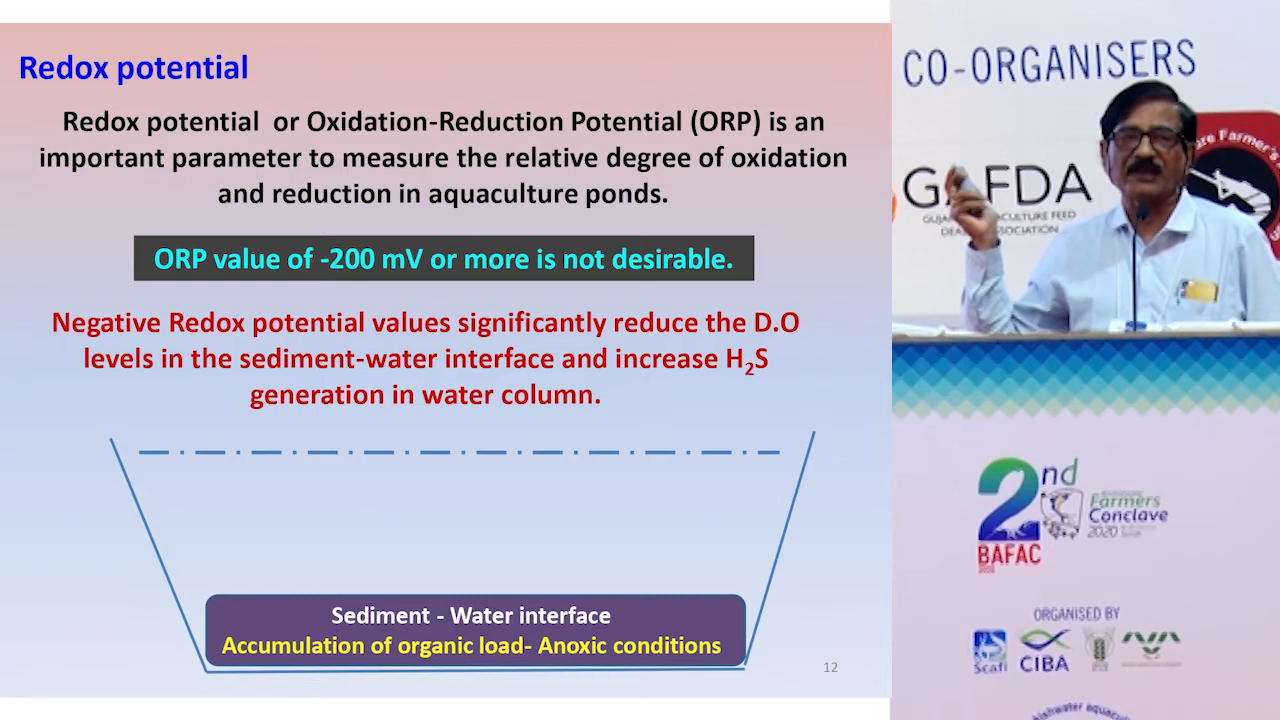 Redox potential
Redox potential or Oxidation-Reduction Potential (ORP) is an
important parameter to measure the relative degree of oxidation
and reduction in aquaculture ponds.
ORP value of -200 mV or more is not desirable.
Negative Redox potential values significantly reduce the D.O
levels in the sediment-water interface and increase H₂S
generation in water column.
Sediment - Water interface
Accumulation of organic load- Anoxic conditions
12
CO-ORGANISERS
GAFDA
ASSOCIATION
Farmer's
2nd
Farmers
Conclave
2020
BAFAC
ORGANISED BY
Scafi
CIBA